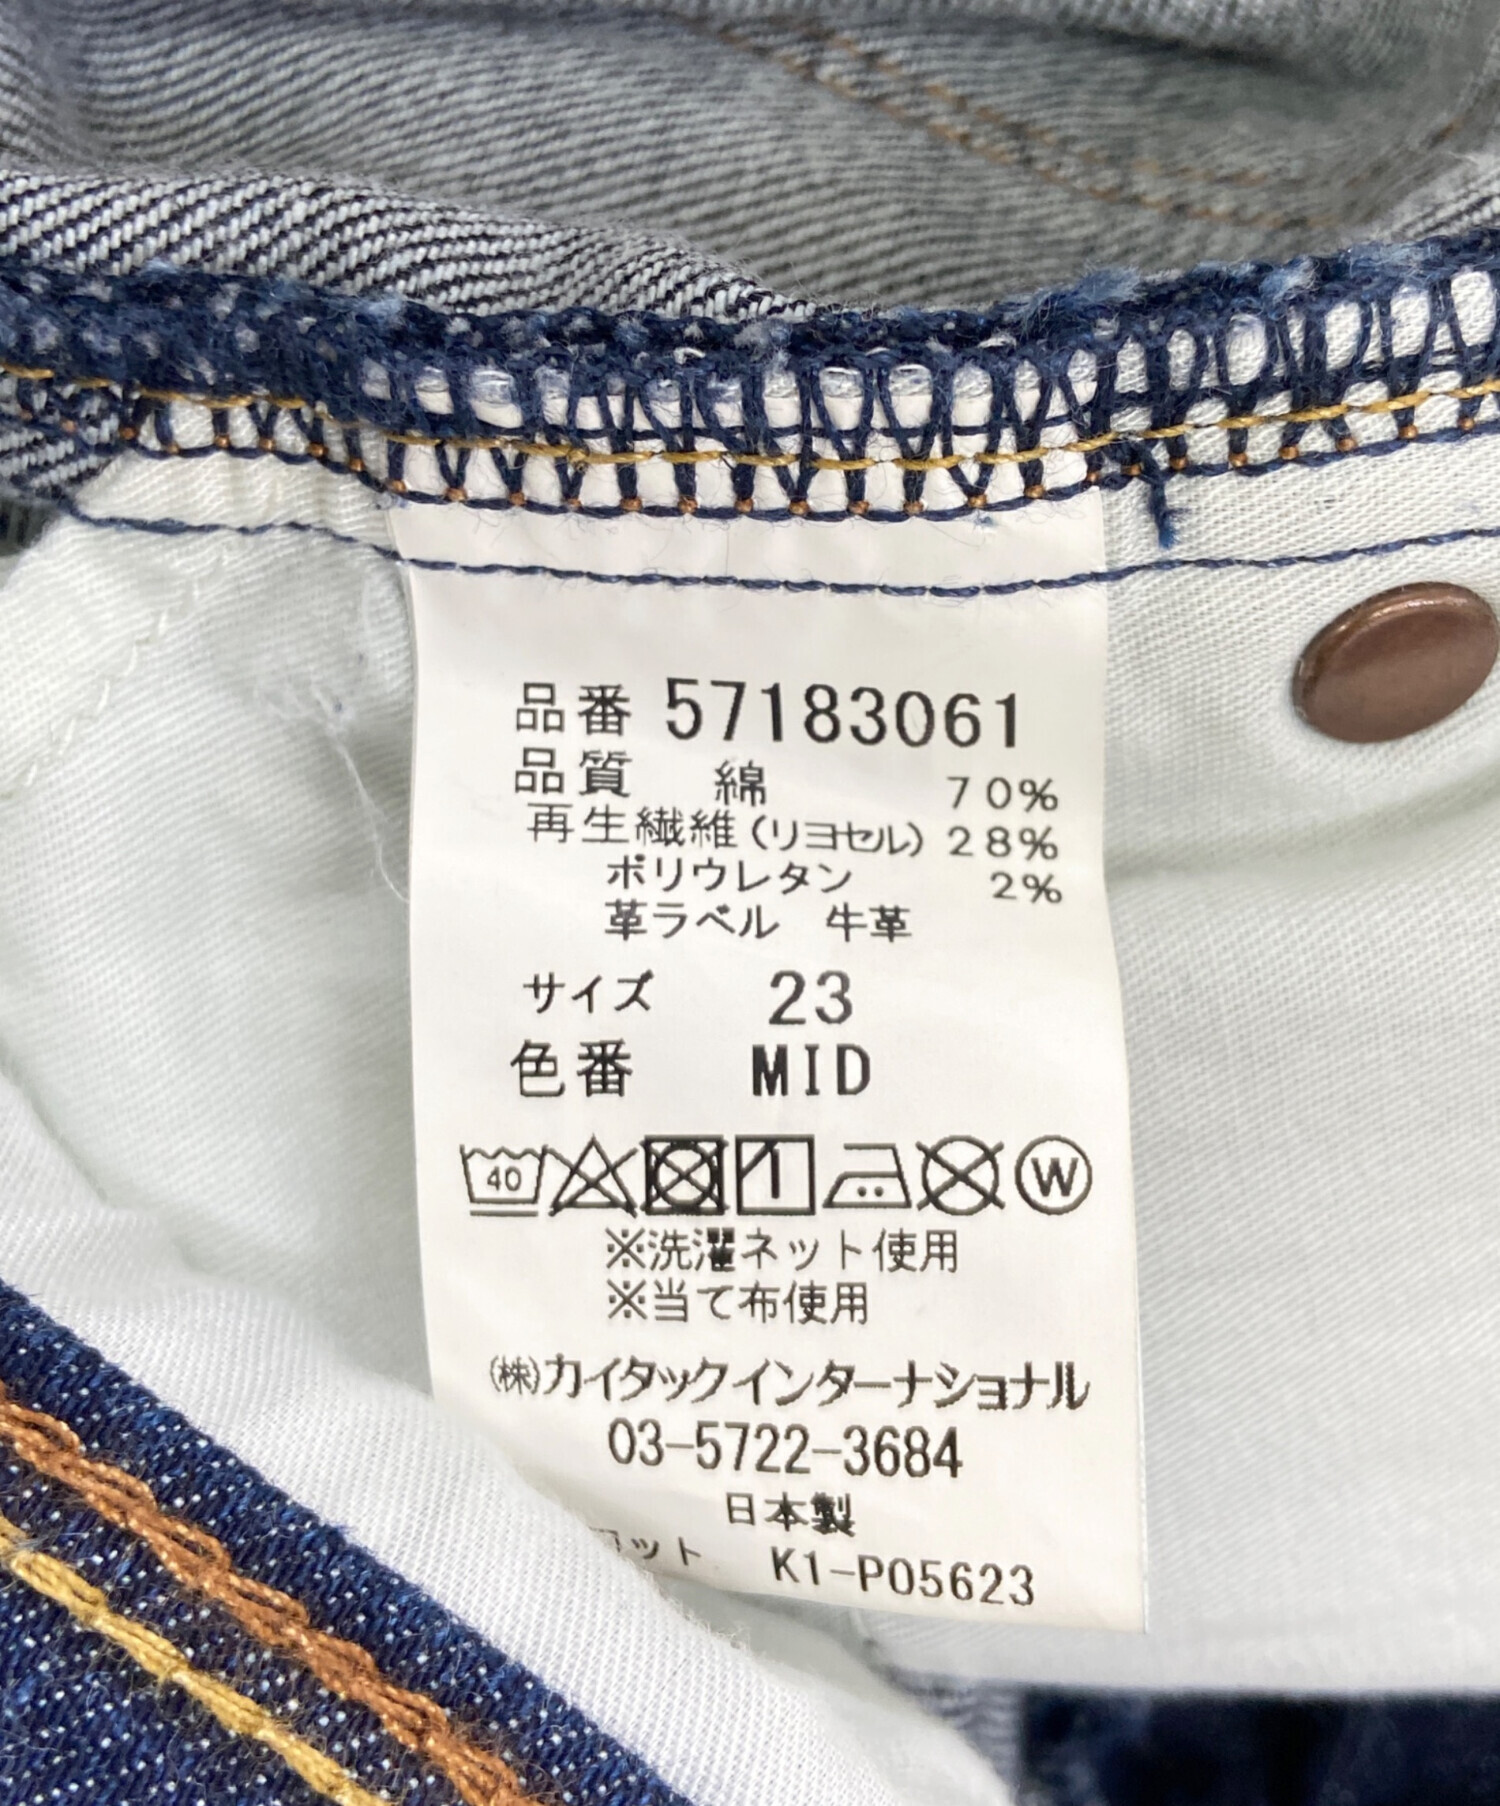 品番 57183061
品質 綿 70%
再生繊維(リヨセル) 28%
ポリウレタン 2%
革ラベル 牛革
サイズ 23
色番 MID
40 W
※洗濯ネット使用
※当て布使用
(株)カイタックインターナショナル
03-5722-3684
日本製
ロット K1-P05623